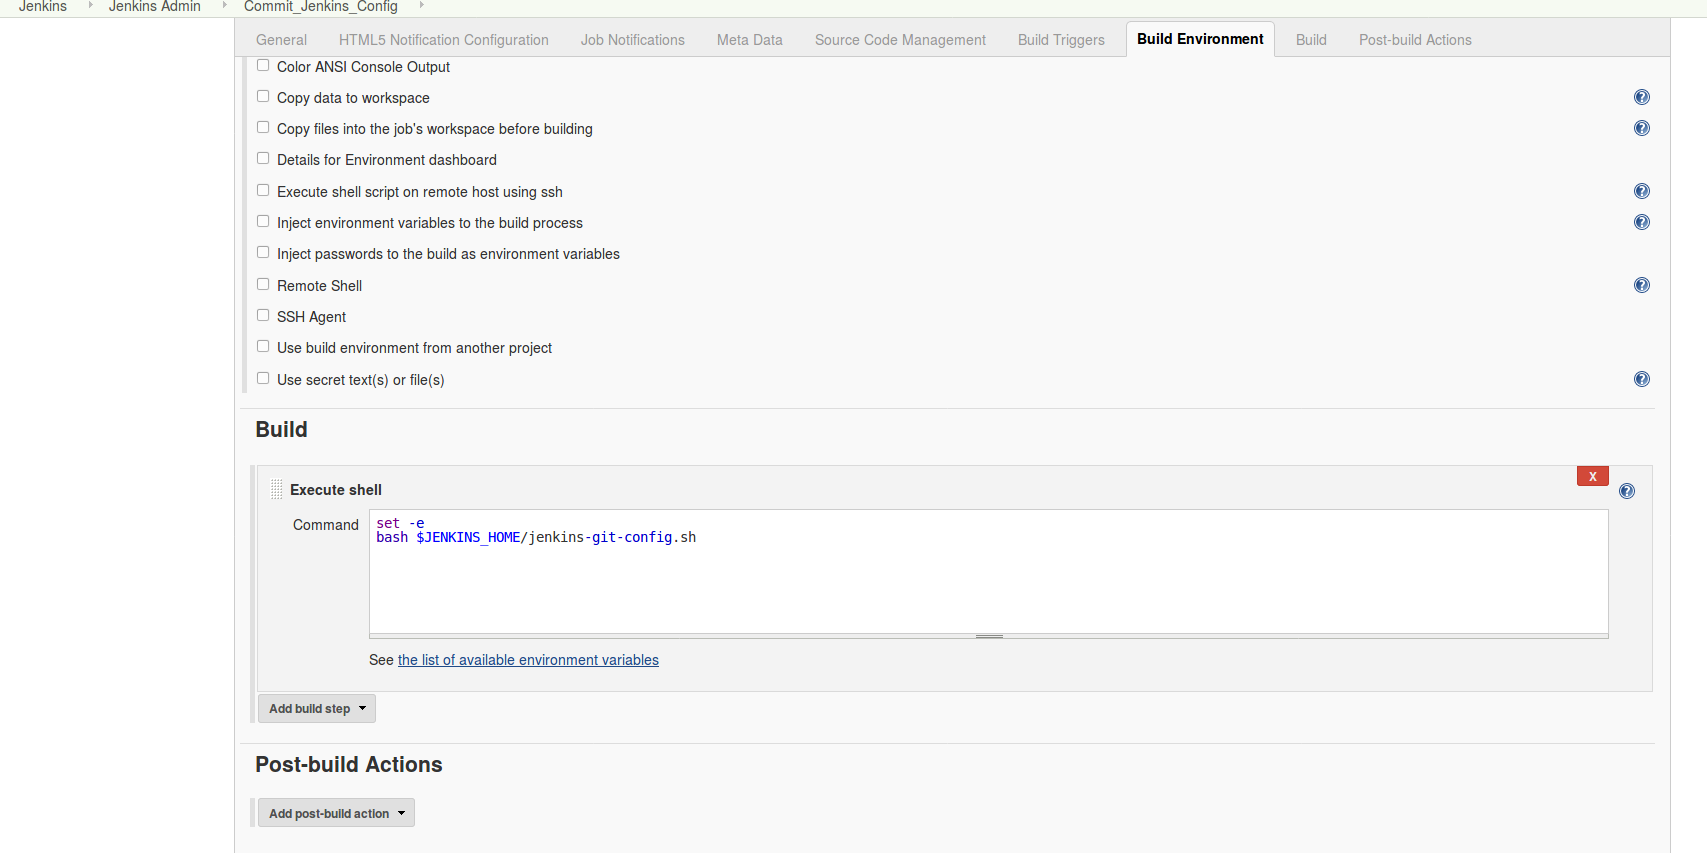 Jenkins Jenkins Admin Commit_Jenkins_Config
General HTML5 Notification Configuration Job Notifications Meta Data Source Code Management Build Triggers Build Environment Build Post-build Actions
Color ANSI Console Output
Copy data to workspace
Copy files into the job's workspace before building
Details for Environment dashboard
Execute shell script on remote host using ssh
Inject environment variables to the build process
Inject passwords to the build as environment variables
Remote Shell
SSH Agent
Use build environment from another project
Use secret text(s) or file(s)
Build
X
Execute shell
Command
set -e
bash $JENKINS_HOME/jenkins-git-config.sh
See the list of available environment variables
Add build step
Post-build Actions
Add post-build action